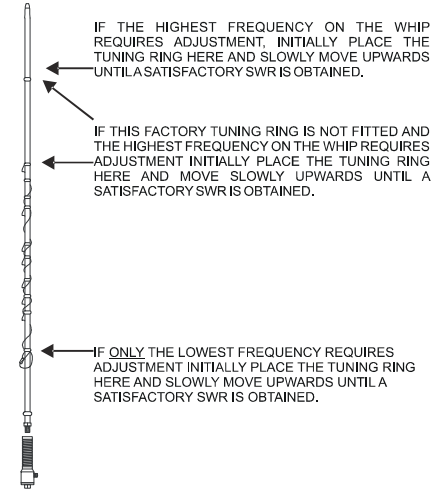 IF THE HIGHEST FREQUENCY ON THE WHIP
REQUIRES ADJUSTMENT, INITIALLY PLACE THE
TUNING RING HERE AND SLOWLY MOVE UPWARDS
UNTIL A SATISFACTORY SWR IS OBTAINED.
IF THIS FACTORY TUNING RING IS NOT FITTED AND
THE HIGHEST FREQUENCY ON THE WHIP REQUIRES
ADJUSTMENT INITIALLY PLACE THE TUNING RING
HERE AND MOVE SLOWLY UPWARDS UNTIL A
SATISFACTORY SWR IS OBTAINED.
IF ONLY THE LOWEST FREQUENCY REQUIRES
ADJUSTMENT INITIALLY PLACE THE TUNING RING
HERE AND SLOWLY MOVE UPWARDS UNTIL A
SATISFACTORY SWR IS OBTAINED.